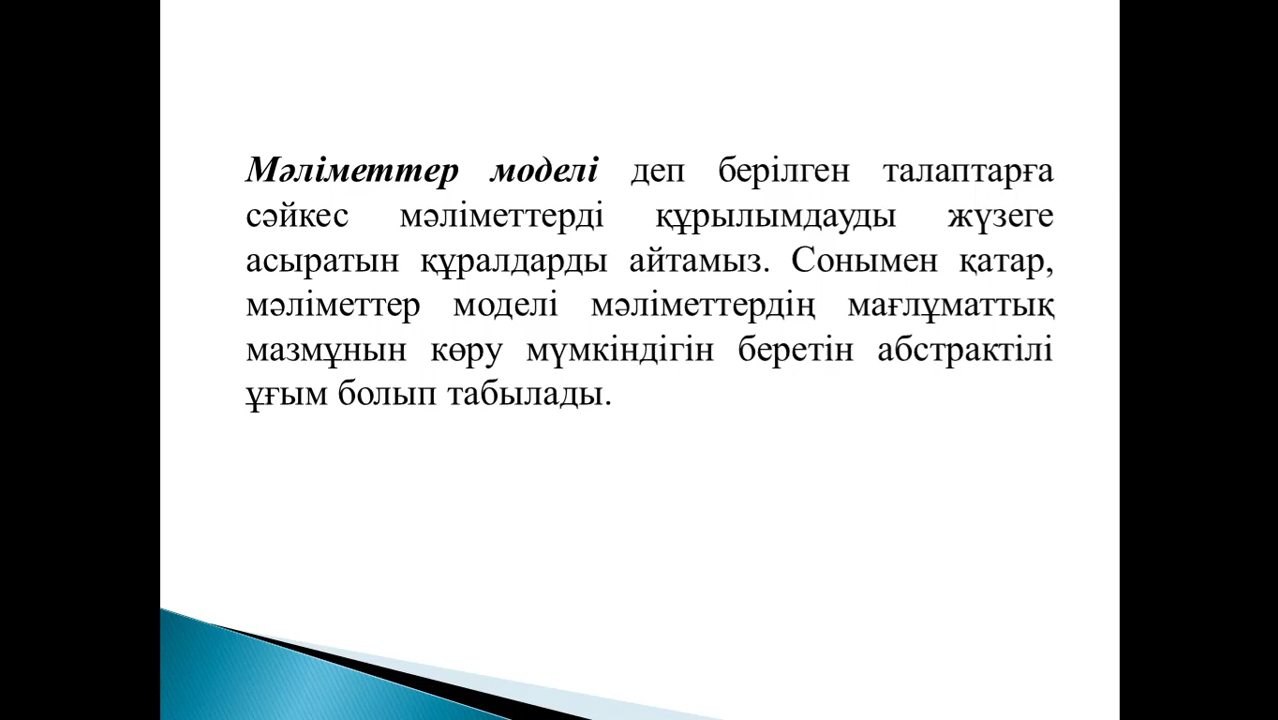 Мәліметтер моделі деп берілген талаптарға
сәйкес мәліметтерді құрылымдауды жүзеге
асыратын құралдарды айтамыз. Сонымен қатар,
мәліметтер моделі мәліметтердің мағлұматтық
мазмұнын көру мүмкіндігін беретін абстрактілі
ұғым болып табылады.